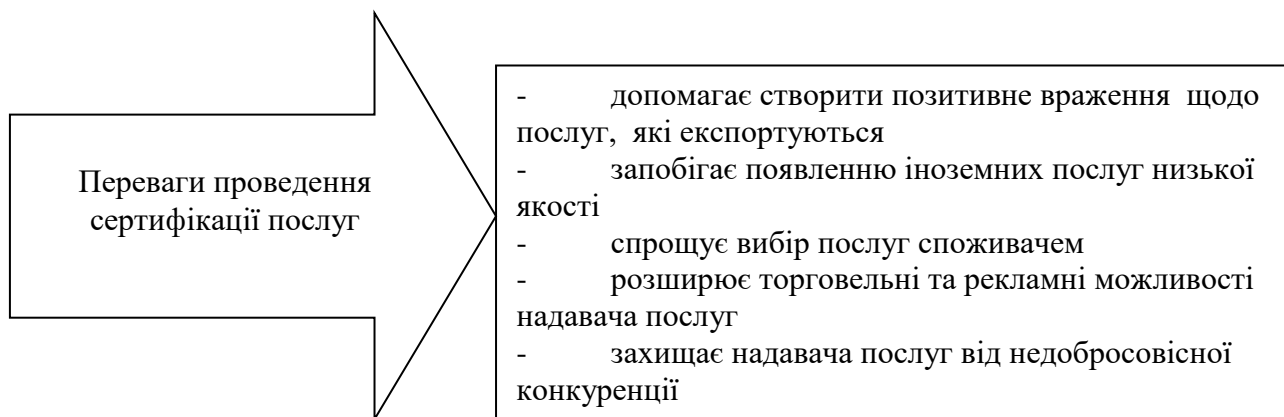 Переваги проведення
сертифікації послуг
- допомагає створити позитивне враження щодо
послуг, які експортуються
- запобігає появленню іноземних послуг низької
якості
- спрощує вибір послуг споживачем
- розширює торговельні та рекламні можливості
надавача послуг
- захищає надавача послуг від недобросовісної
конкуренції